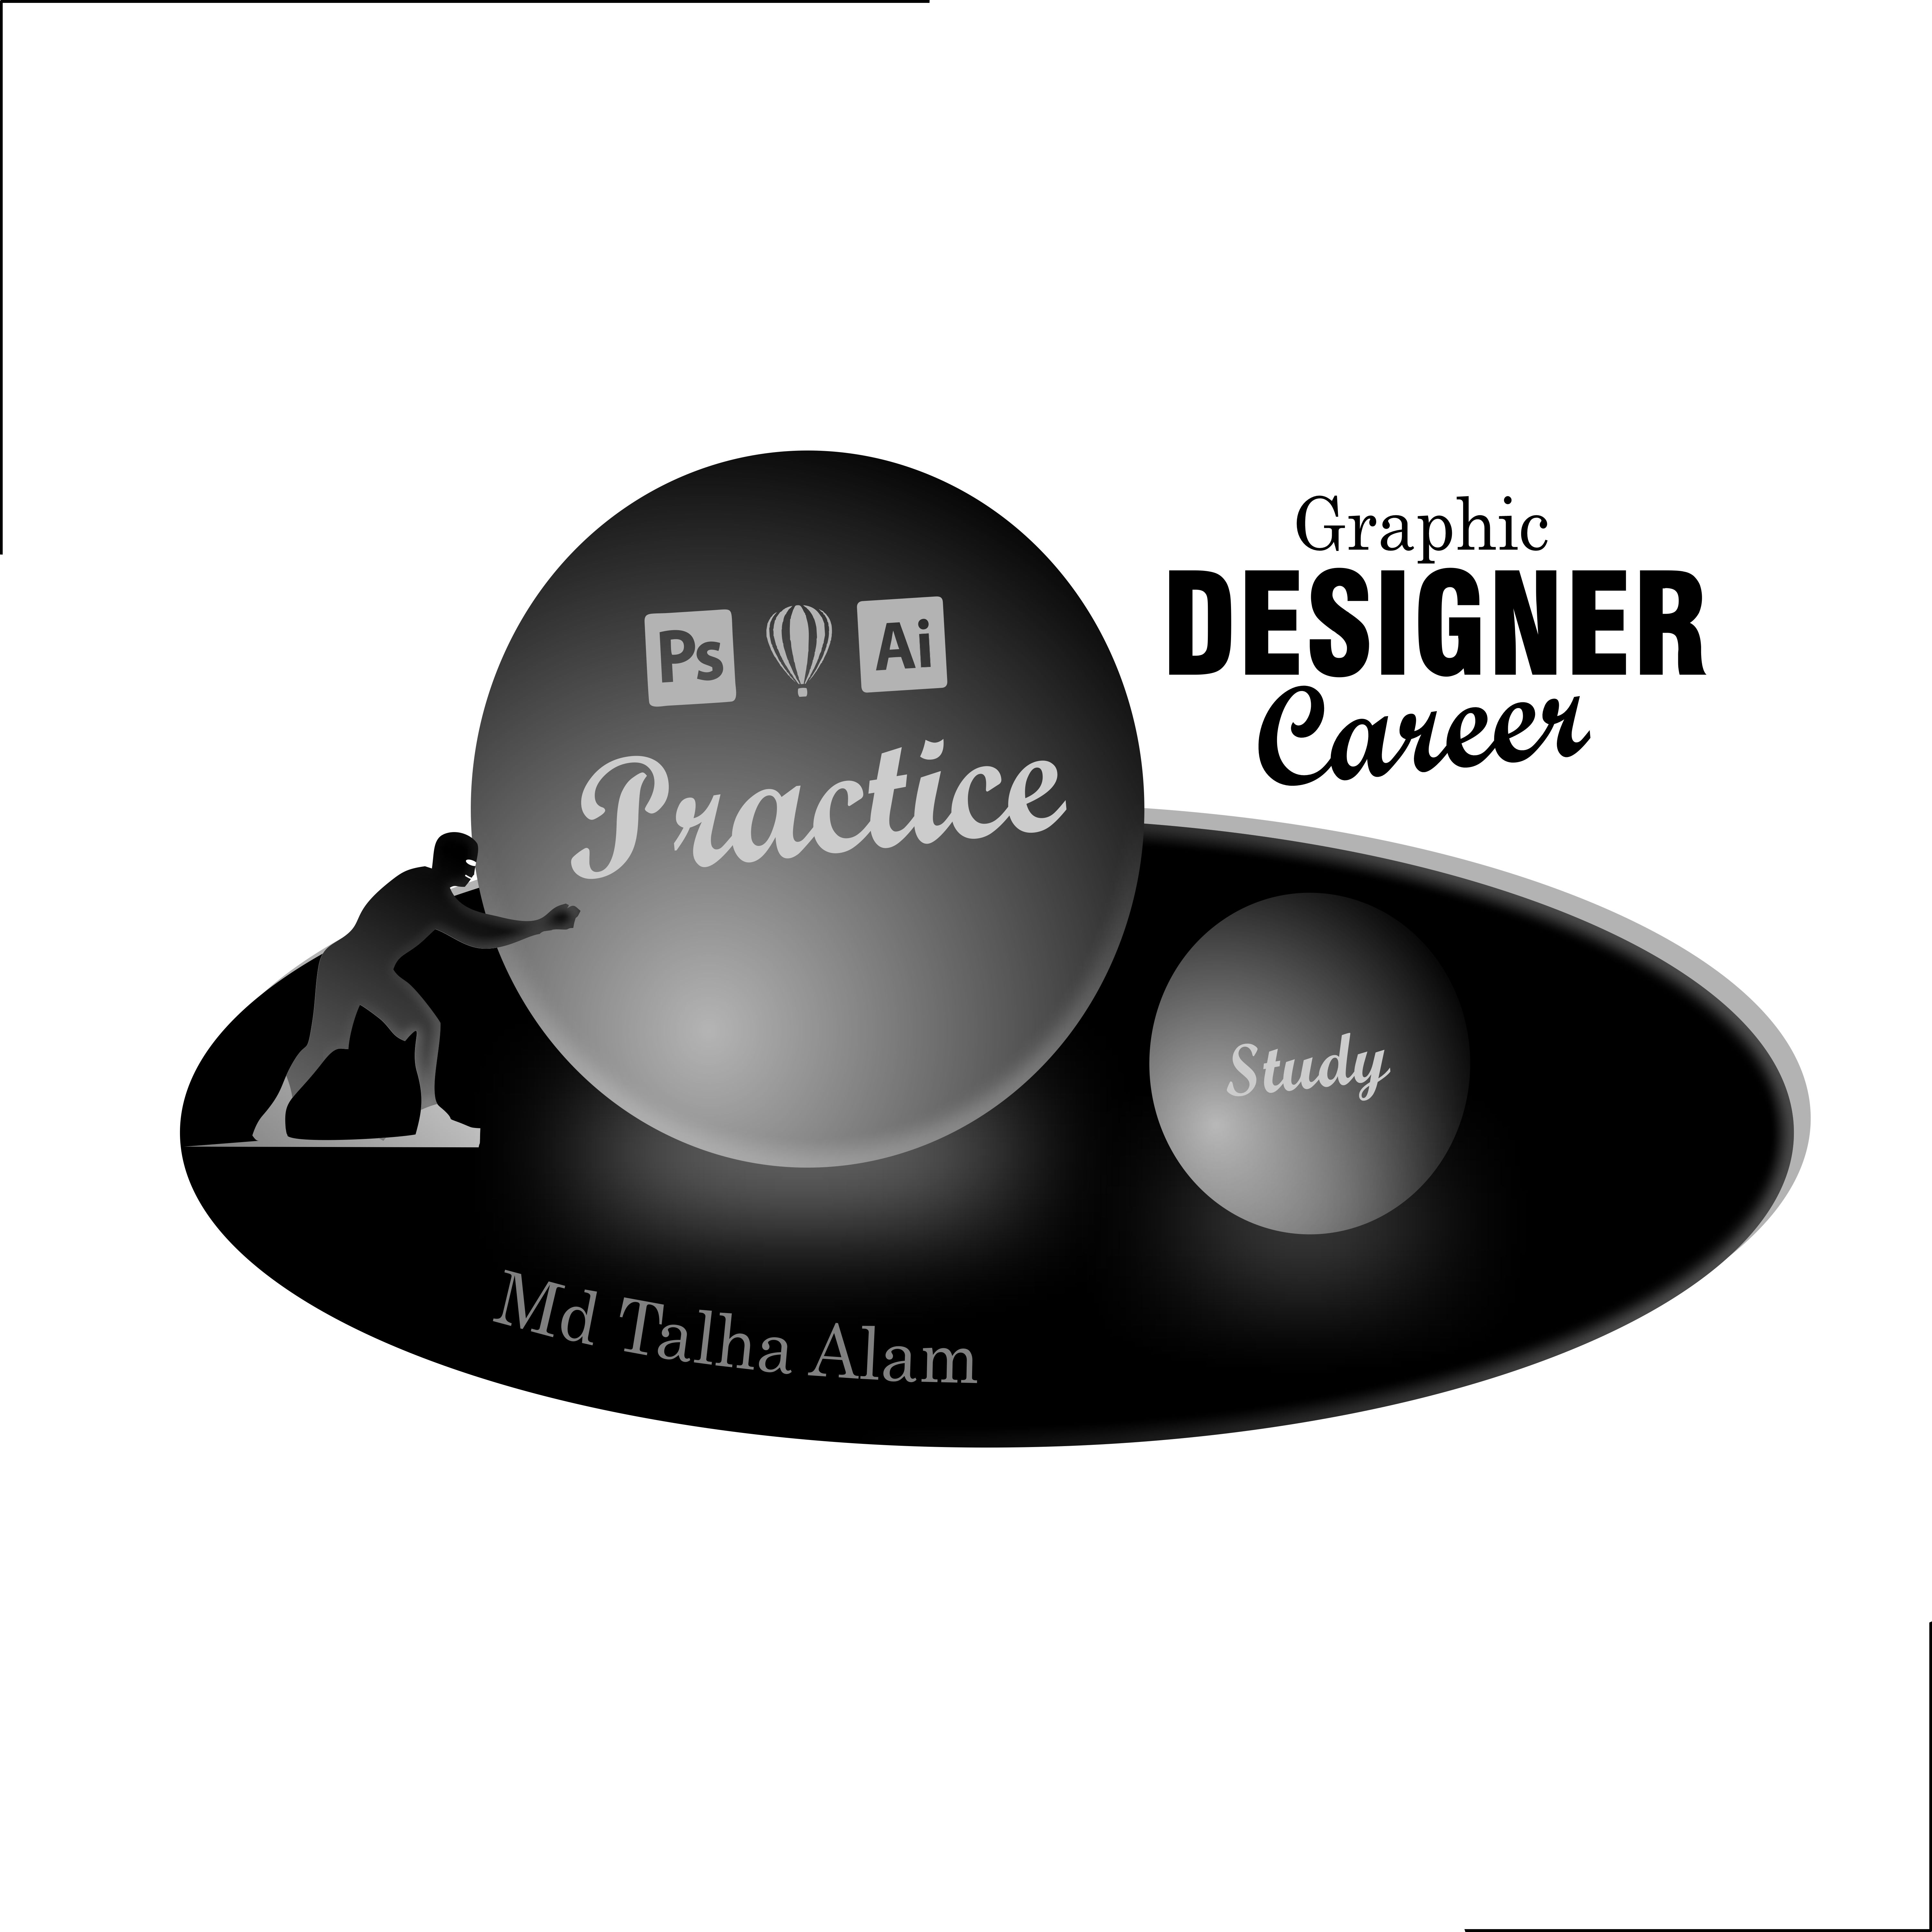 Graphic
DESIGNER
Career
Ps Ai
Practice
Study
Md Talha Alam